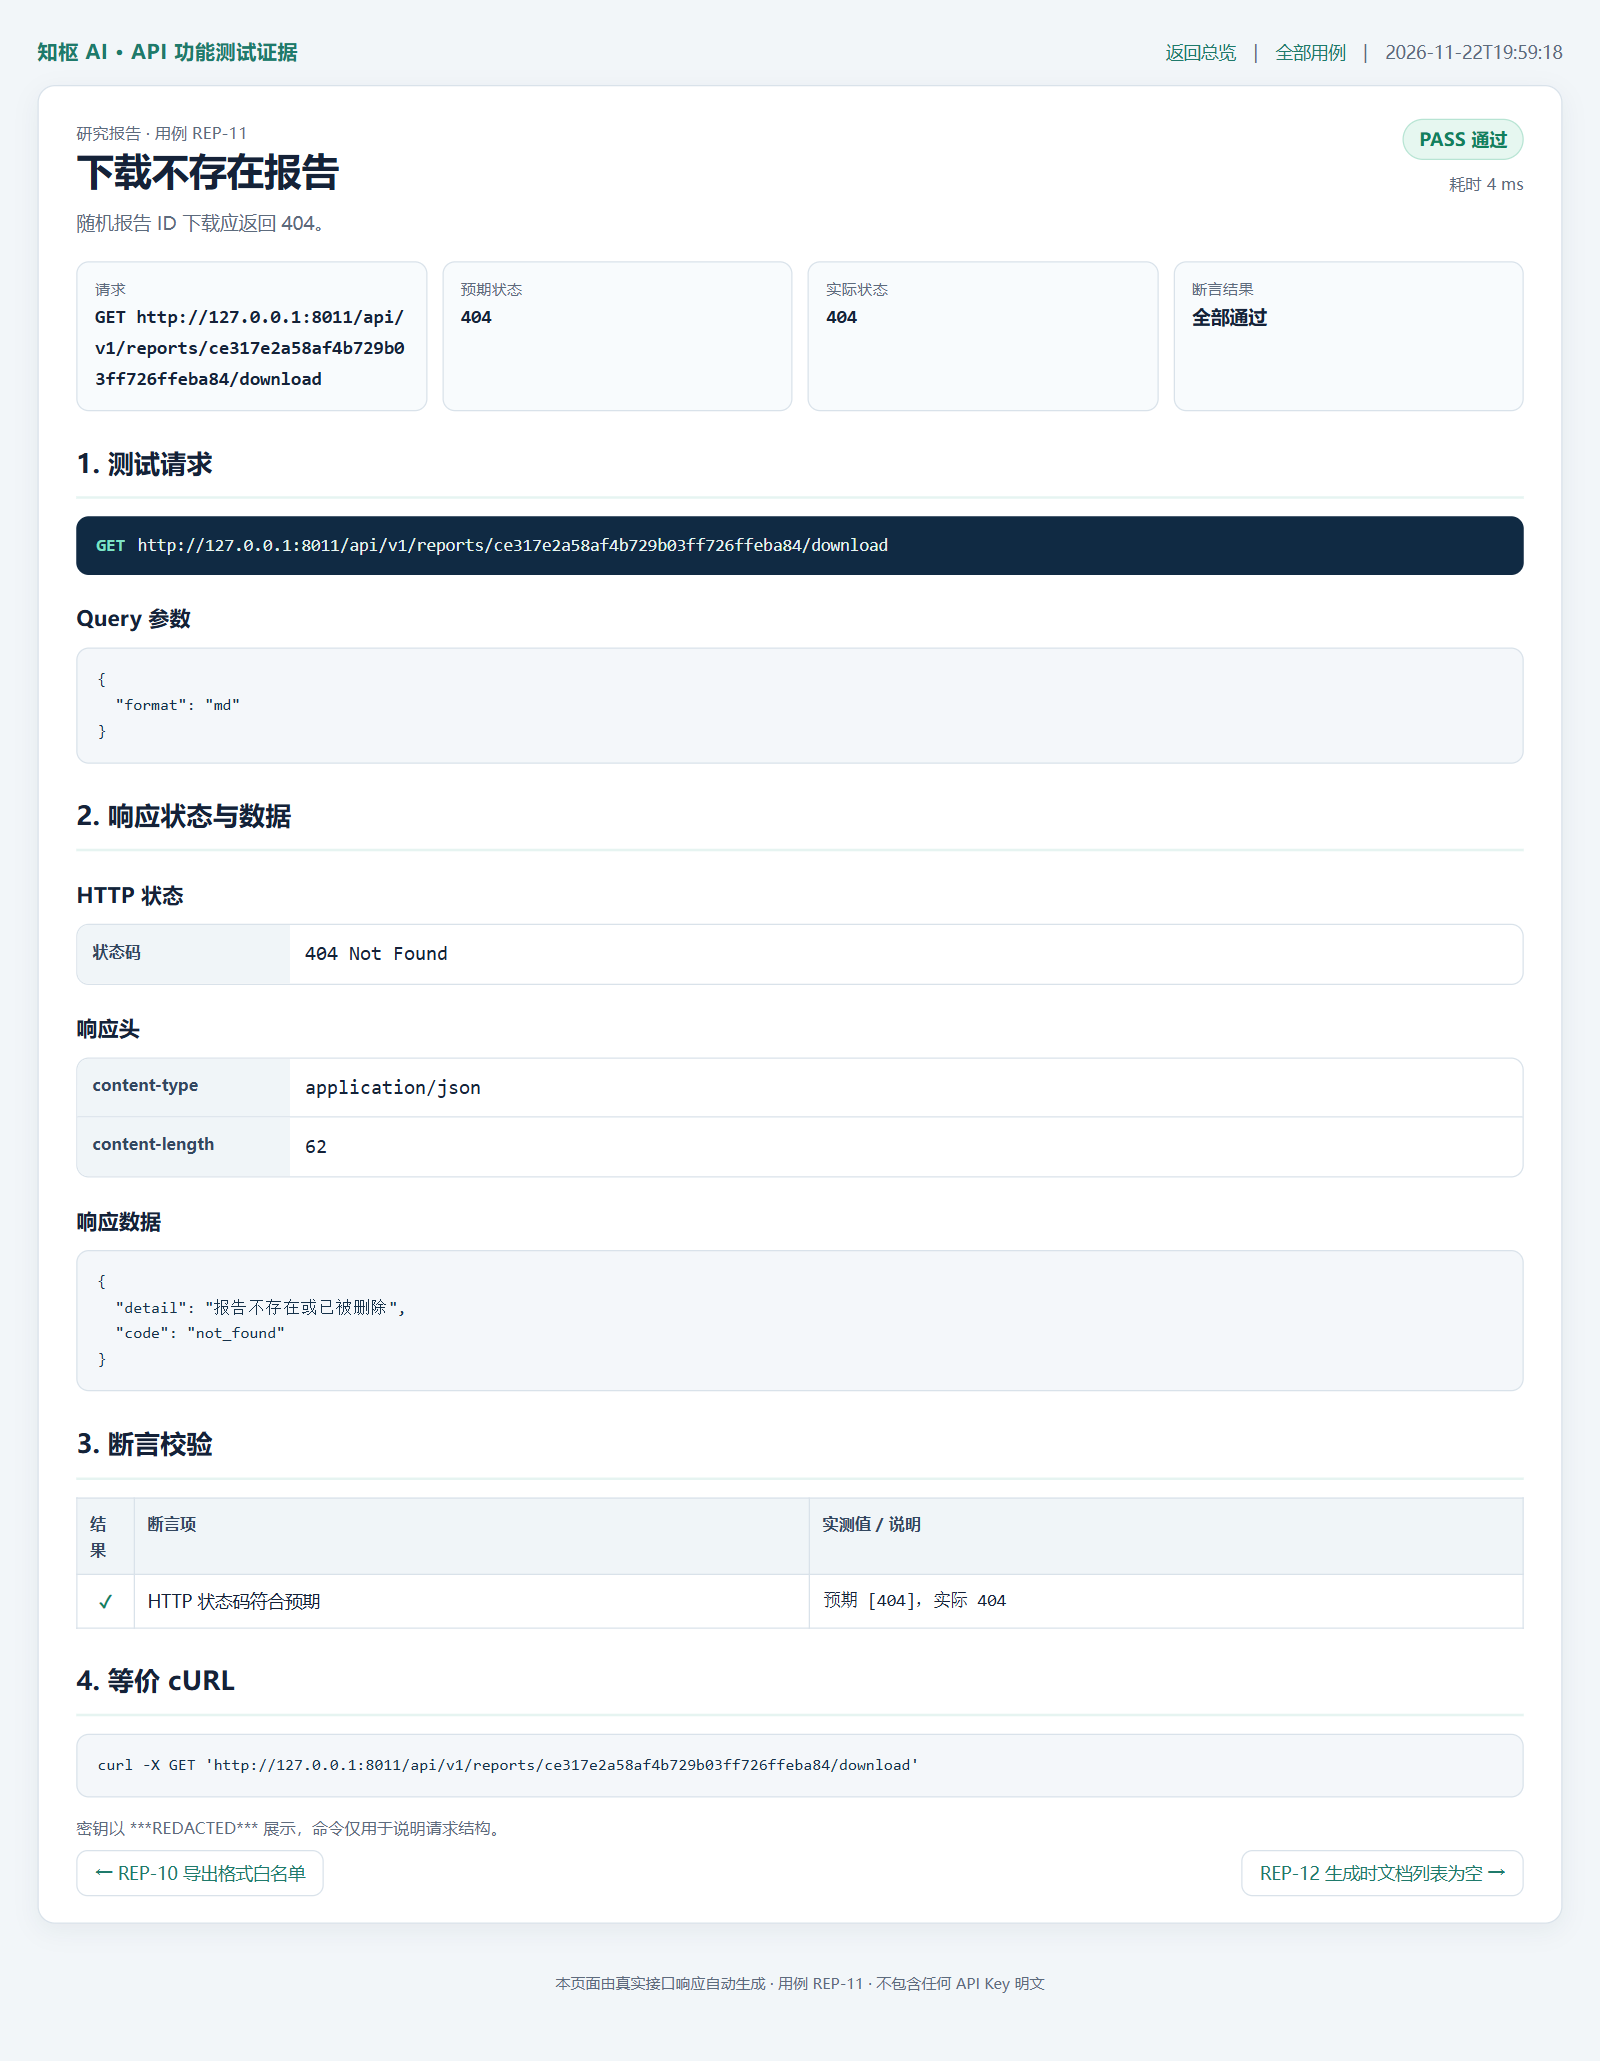 知枢 AI · API 功能测试证据
返回总览 | 全部用例 | 2026-11-22T19:59:18
研究报告 · 用例 REP-11
下载不存在报告
随机报告 ID 下载应返回 404。
PASS 通过
耗时 4 ms
请求
GET http://127.0.0.1:8011/api/
v1/reports/ce317e2a58af4b729b0
3ff726ffeba84/download
预期状态
404
实际状态
404
断言结果
全部通过
1. 测试请求
GET http://127.0.0.1:8011/api/v1/reports/ce317e2a58af4b729b03ff726ffeba84/download
Query 参数
{
  "format": "md"
}
2. 响应状态与数据
HTTP 状态
状态码 404 Not Found
响应头
content-type application/json
content-length 62
响应数据
{
  "detail": "报告不存在或已被删除",
  "code": "not_found"
}
3. 断言校验
结果 断言项 实测值 / 说明
✓ HTTP 状态码符合预期 预期 [404]，实际 404
4. 等价 cURL
curl -X GET 'http://127.0.0.1:8011/api/v1/reports/ce317e2a58af4b729b03ff726ffeba84/download'
密钥以 ***REDACTED*** 展示，命令仅用于说明请求结构。
← REP-10 导出格式白名单
REP-12 生成时文档列表为空 →
本页面由真实接口响应自动生成 · 用例 REP-11 · 不包含任何 API Key 明文